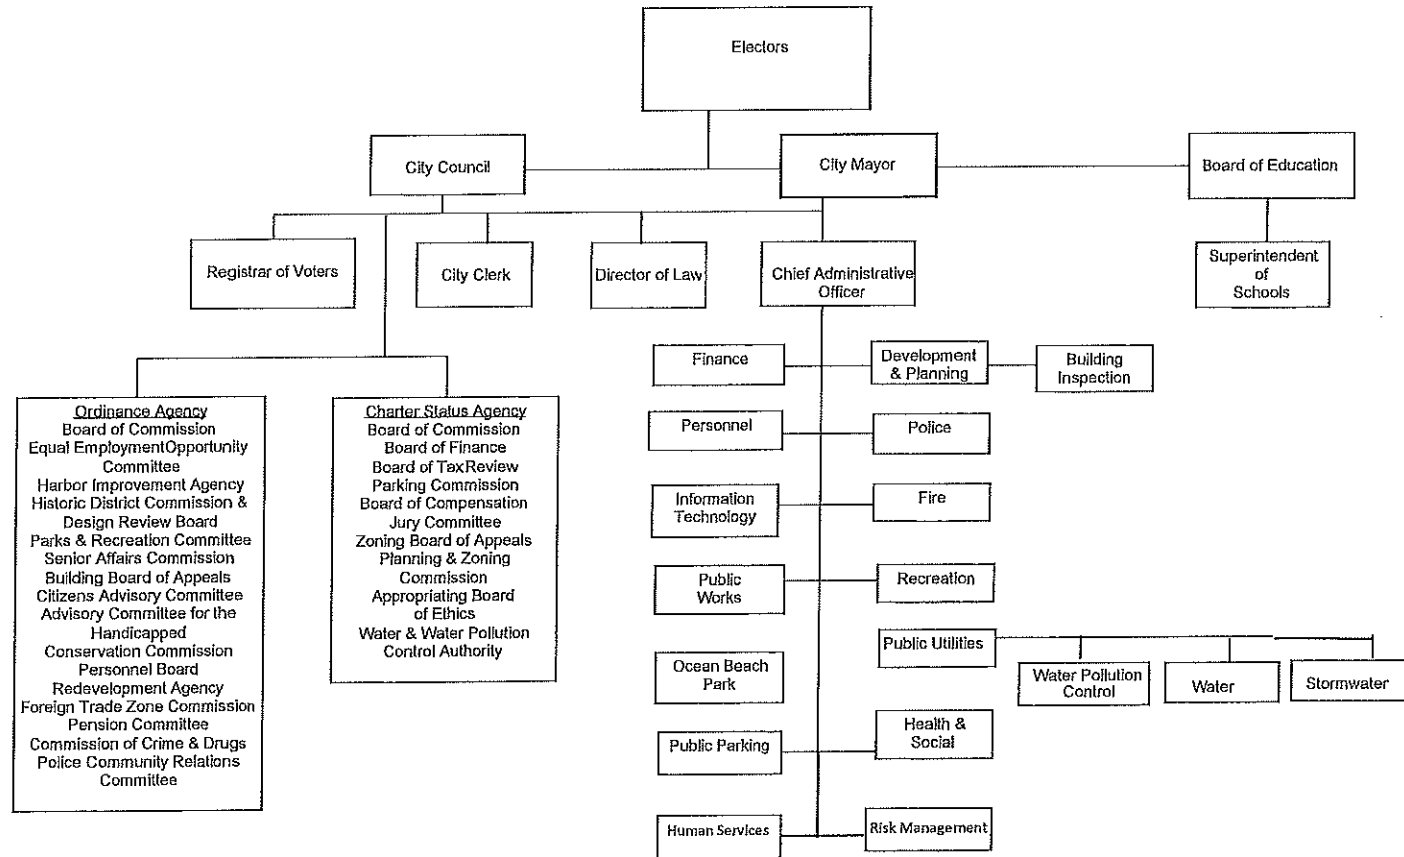 Electors
City Council
City Mayor
Board of Education
Registrar of Voters
City Clerk
Director of Law
Chief Administrative
Officer
Superintendent
of
Schools
Finance
Development
& Planning
Building
Inspection
Ordinance Agency
Board of Commission
Equal EmploymentOpportunity
Committee
Harbor Improvement Agency
Historic District Commission &
Design Review Board
Parks & Recreation Committee
Senior Affairs Commission
Building Board of Appeals
Citizens Advisory Committee
Advisory Committee for the
Handicapped
Conservation Commission
Personnel Board
Redevelopment Agency
Foreign Trade Zone Commission
Pension Committee
Commission of Crime & Drugs
Police Community Relations
Committee
Charter Status Agency
Board of Commission
Board of Finance
Board of TaxReview
Parking Commission
Board of Compensation
Jury Committee
Zoning Board of Appeals
Planning & Zoning
Commission
Appropriating Board
of Ethics
Water & Water Pollution
Control Authority
Personnel
Police
Information
Technology
Fire
Public
Works
Recreation
Ocean Beach
Park
Public Utilities
Water Pollution
Control
Water
Stormwater
Public Parking
Health &
Social
Human Services
Risk Management